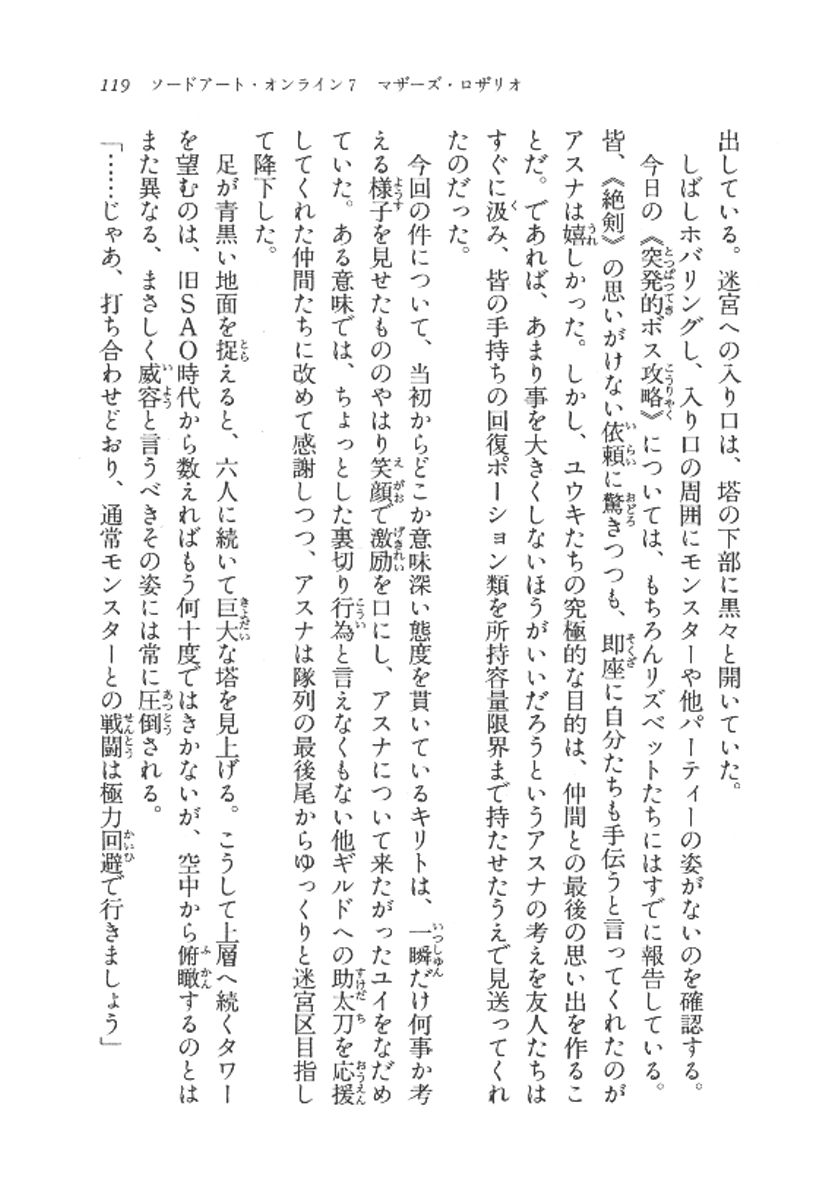 119 ソードアート・オンライン7 マザーズ・ロザリオ
出している。迷宮への入り口は、塔の下部に黒々と開いていた。
しばしホバリングし、入り口の周囲にモンスターや他パーティーの姿がないのを確認する。
今日の《突発的ボス攻略》については、もちろんリズベットたちにはすでに報告している。
皆、《絶剣》の思いがけない依頼に驚きつつも、即座に自分たちも手伝うと言ってくれたのが
アスナは嬉しかった。しかし、ユウキたちの究極的な目的は、仲間との最後の思い出を作るこ
とだ。であれば、あまり事を大きくしないほうがいいだろうというアスナの考えを友人たちは
すぐに汲み、皆の手持ちの回復ポーション類を所持容量限界まで持たせたうえで見送ってくれ
たのだった。
今回の件について、当初からどこか意味深い態度を貫いているキリトは、一瞬だけ何事か考
える様子を見せたもののやはり笑顔で激励を口にし、アスナについて来たがったユイをなだめ
ていた。ある意味では、ちょっとした裏切り行為と言えなくもない他ギルドへの助太刀を応援
してくれた仲間たちに改めて感謝しつつ、アスナは隊列の最後尾からゆっくりと迷宮区目指し
て降下した。
足が青黒い地面を捉えると、六人に続いて巨大な塔を見上げる。こうして上層へ続くタワー
を望むのは、旧SAO時代から数えればもう何十度ではきかないが、空中から俯瞰するのとは
また異なる、まさしく威容と言うべきその姿には常に圧倒される。
「……じゃあ、打ち合わせどおり、通常モンスターとの戦闘は極力回避で行きましょう」